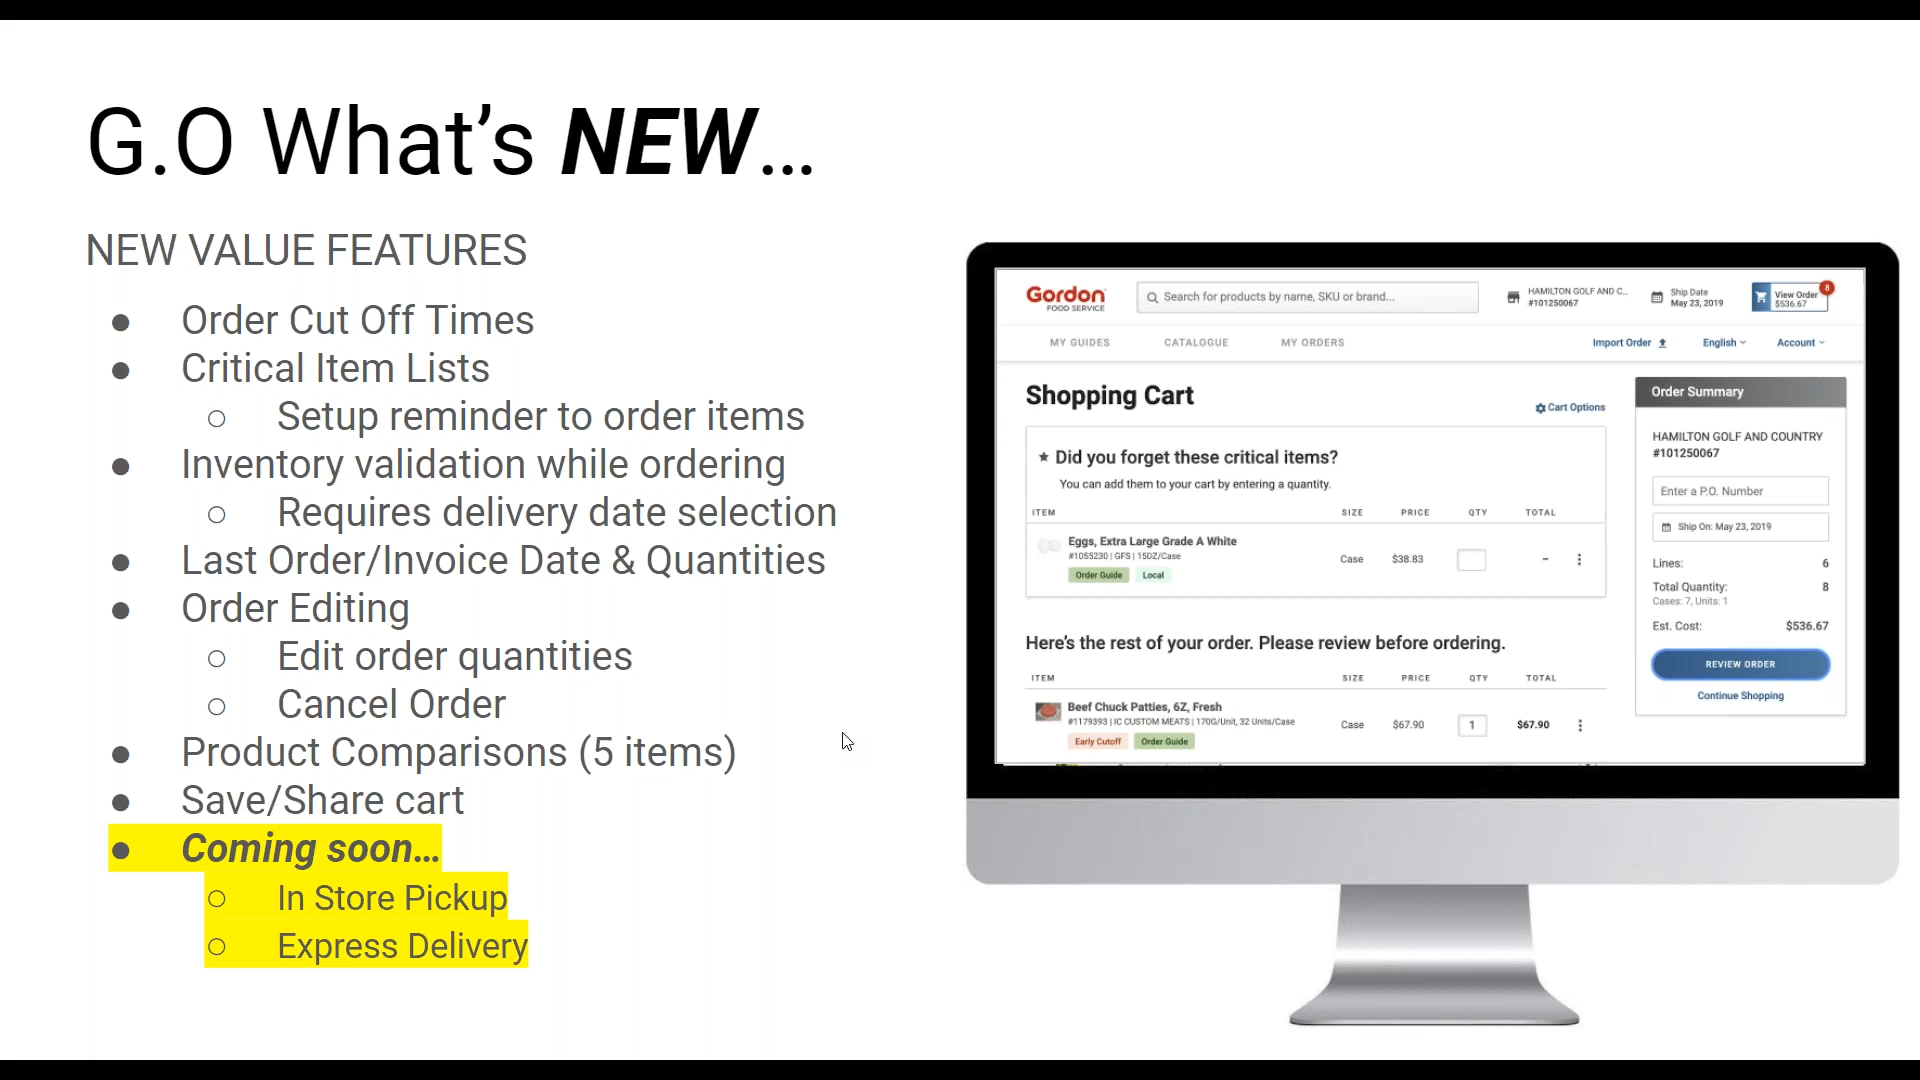 G.O What's NEW...
NEW VALUE FEATURES
● Order Cut Off Times
● Critical Item Lists
○ Setup reminder to order items
● Inventory validation while ordering
○ Requires delivery date selection
● Last Order/Invoice Date & Quantities
● Order Editing
○ Edit order quantities
○ Cancel Order
● Product Comparisons (5 items)
● Save/Share cart
● Coming soon...
○ In Store Pickup
○ Express Delivery
Gordon
FOOD SERVICE
Search for products by name, SKU or brand...
HAMILTON GOLF AND C...
#101250067
Ship Date
May 23, 2019
View Order
$536.67
8
MY GUIDES CATALOGUE MY ORDERS
Import Order English Account
Shopping Cart
Cart Options
★ Did you forget these critical items?
You can add them to your cart by entering a quantity.
ITEM SIZE PRICE QTY TOTAL
Eggs, Extra Large Grade A White
#1055230 | GFS | 15DZ/Case
Order Guide Local
Case $38.83 –
Here's the rest of your order. Please review before ordering.
ITEM SIZE PRICE QTY TOTAL
Beef Chuck Patties, 6Z, Fresh
#1179393 | IC CUSTOM MEATS | 170G/Unit, 32 Units/Case
Early Cutoff Order Guide
Case $67.90 1 $67.90
Order Summary
HAMILTON GOLF AND COUNTRY
#101250067
Enter a P.O. Number
Ship On: May 23, 2019
Lines: 6
Total Quantity: 8
Cases: 7, Units: 1
Est. Cost: $536.67
REVIEW ORDER
Continue Shopping